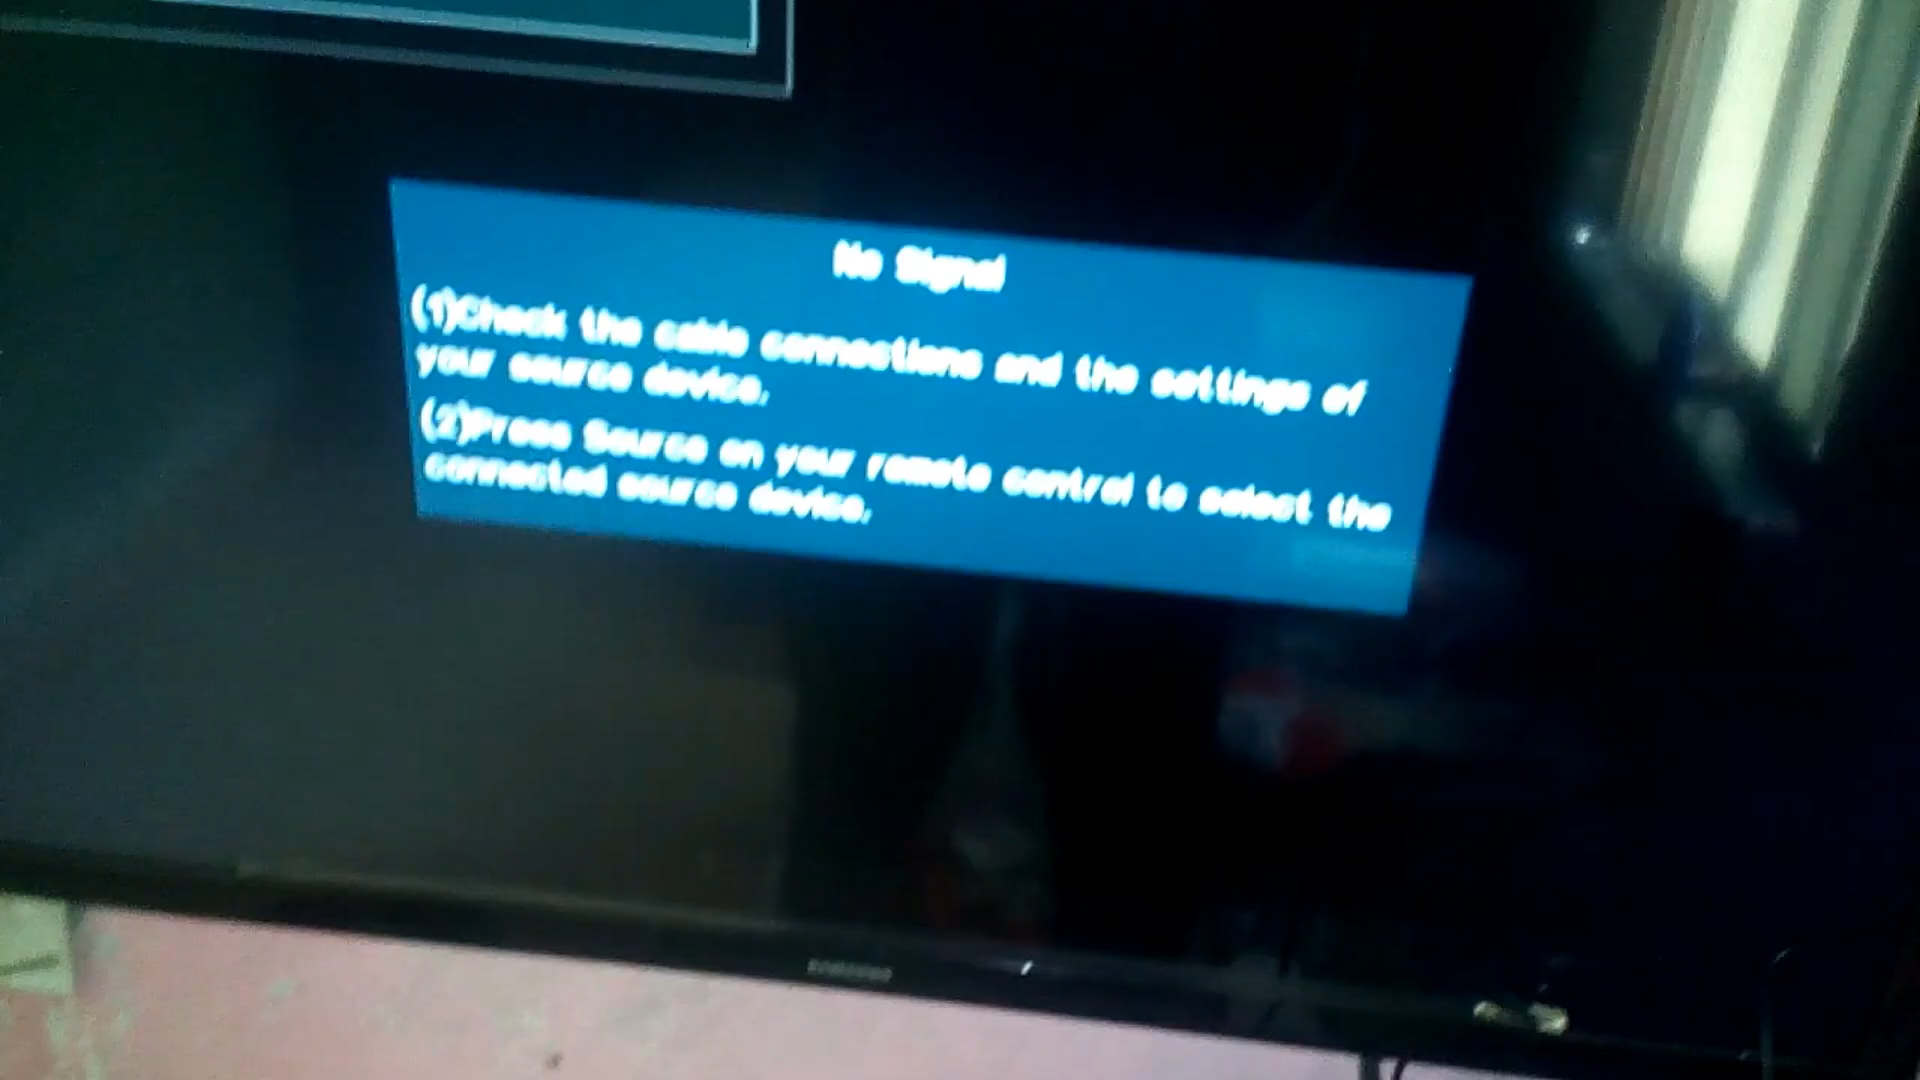 No Signal
(1)Check the cable connections and the settings of
your source device.
(2)Press Source on your remote control to select the
connected source device.
SAMSUNG